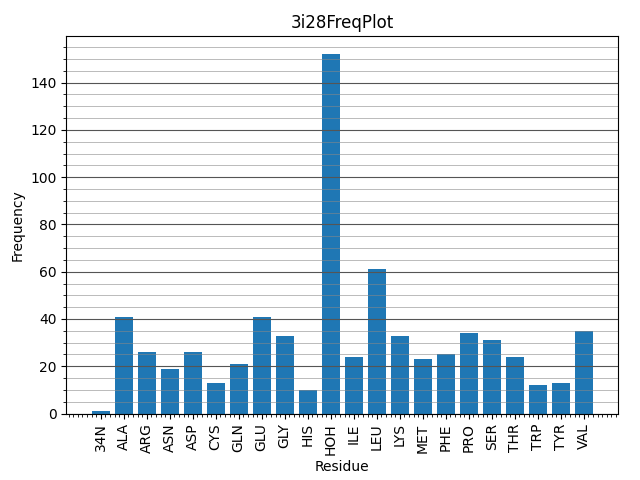 3i28FreqPlot
Frequency
140
120
100
80
60
40
20
0
34N ALA ARG ASN ASP CYS GLN GLU GLY HIS HOH ILE LEU LYS MET PHE PRO SER THR TRP TYR VAL
Residue